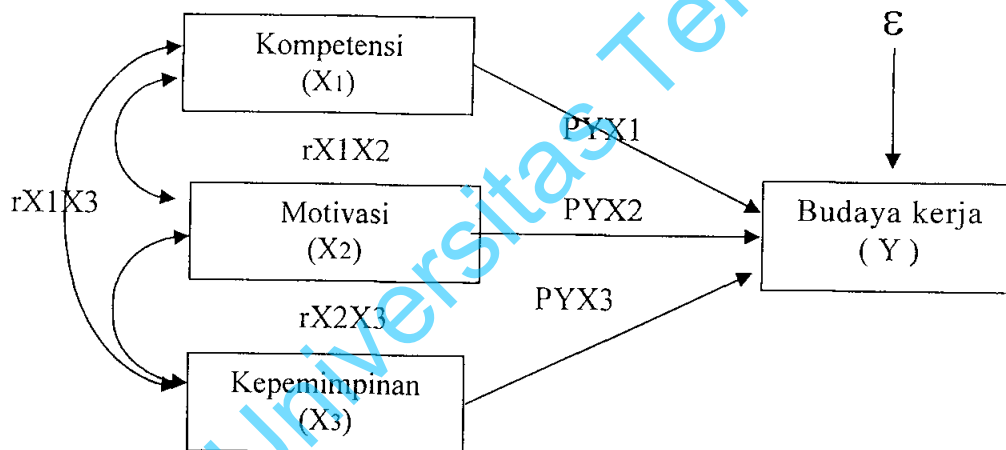 Kompetensi
(X1)
ε
PYX1
rX1X2
rX1X3
Motivasi
(X2)
PYX2
Budaya kerja
( Y )
rX2X3
PYX3
Kepemimpinan
(X3)
Universitas Ter